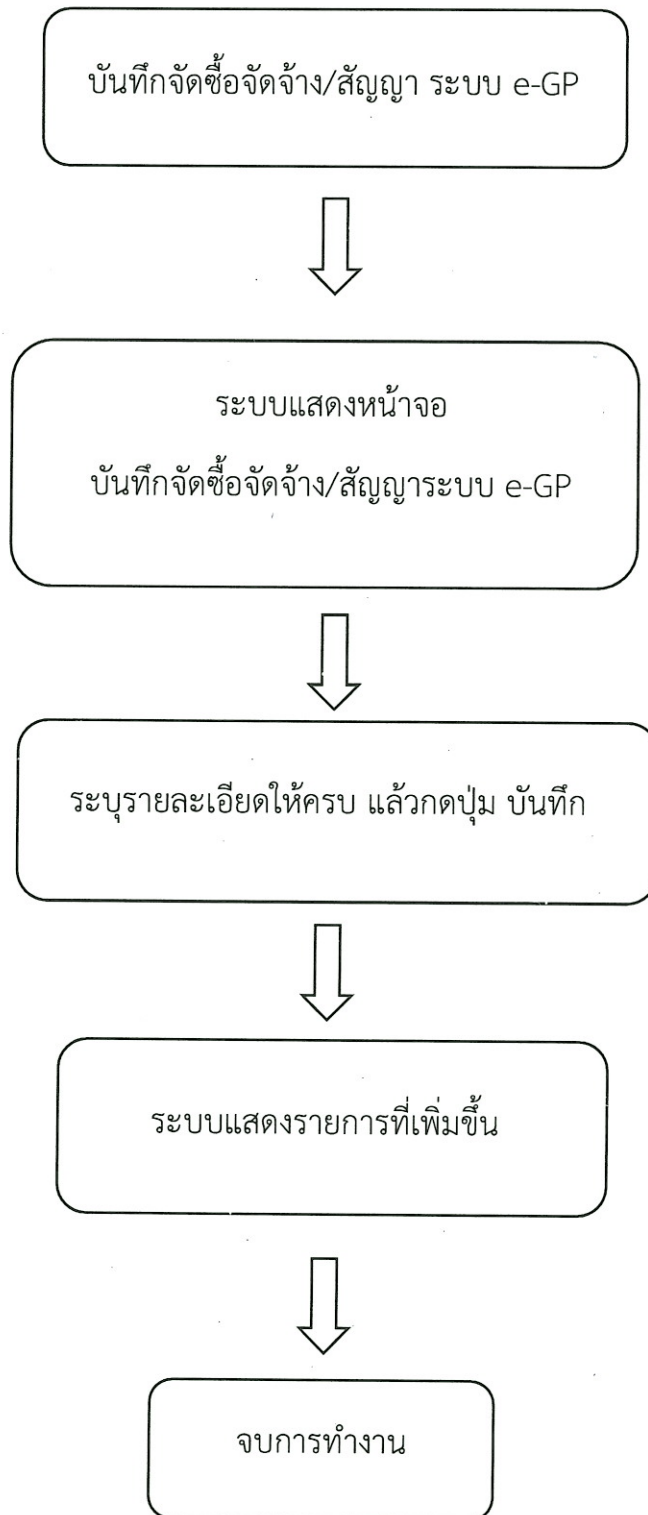 บันทึกจัดซื้อจัดจ้าง/สัญญา ระบบ e-GP
ระบบแสดงหน้าจอ
บันทึกจัดซื้อจัดจ้าง/สัญญาระบบ e-GP
ระบุรายละเอียดให้ครบ แล้วกดปุ่ม บันทึก
ระบบแสดงรายการที่เพิ่มขึ้น
จบการทำงาน